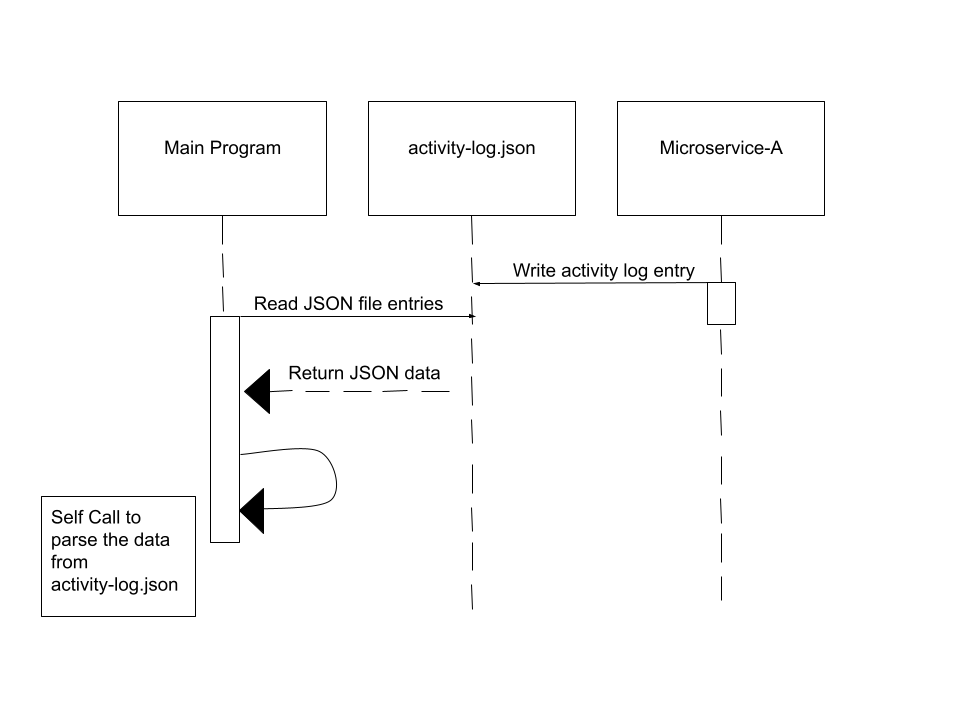 Main Program
activity-log.json
Microservice-A
Write activity log entry
Read JSON file entries
Return JSON data
Self Call to
parse the data
from
activity-log.json